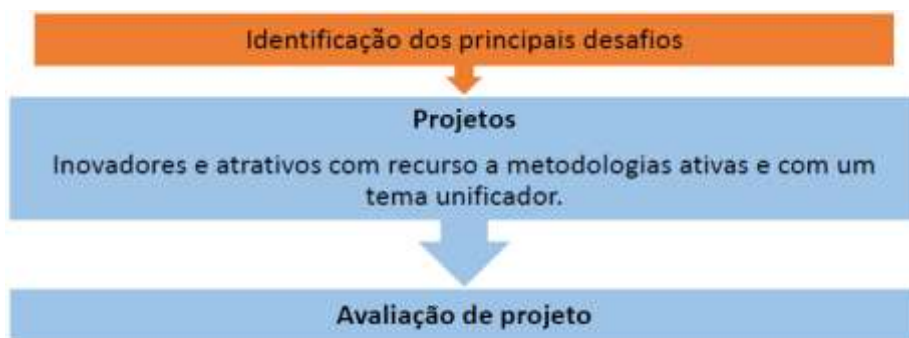 Identificação dos principais desafios
Projetos
Inovadores e atrativos com recurso a metodologias ativas e com um
tema unificador.
Avaliação de projeto